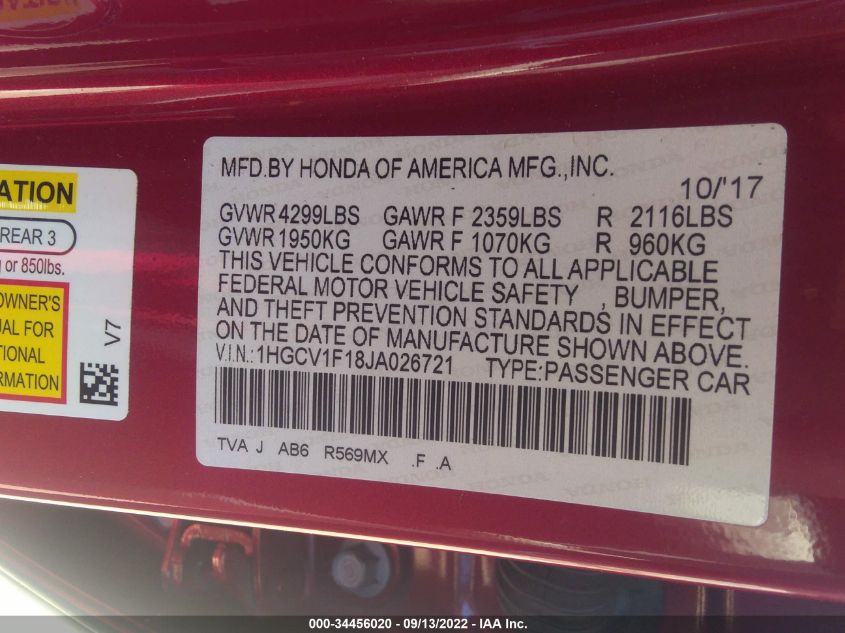 MFD.BY HONDA OF AMERICA MFG.,INC.
10/'17
GVWR 4299LBS GAWR F 2359LBS R 2116LBS
GVWR 1950KG GAWR F 1070KG R 960KG
THIS VEHICLE CONFORMS TO ALL APPLICABLE
FEDERAL MOTOR VEHICLE SAFETY , BUMPER,
AND THEFT PREVENTION STANDARDS IN EFFECT
ON THE DATE OF MANUFACTURE SHOWN ABOVE.
V.I.N.:1HGCV1F18JA026721 TYPE:PASSENGER CAR
TVA J AB6 R569MX .F .A
ATION
REAR 3
g or 850lbs.
OWNER'S
UAL FOR
TIONAL
RMATION
V7
000-34456020 - 09/13/2022 - IAAI.com